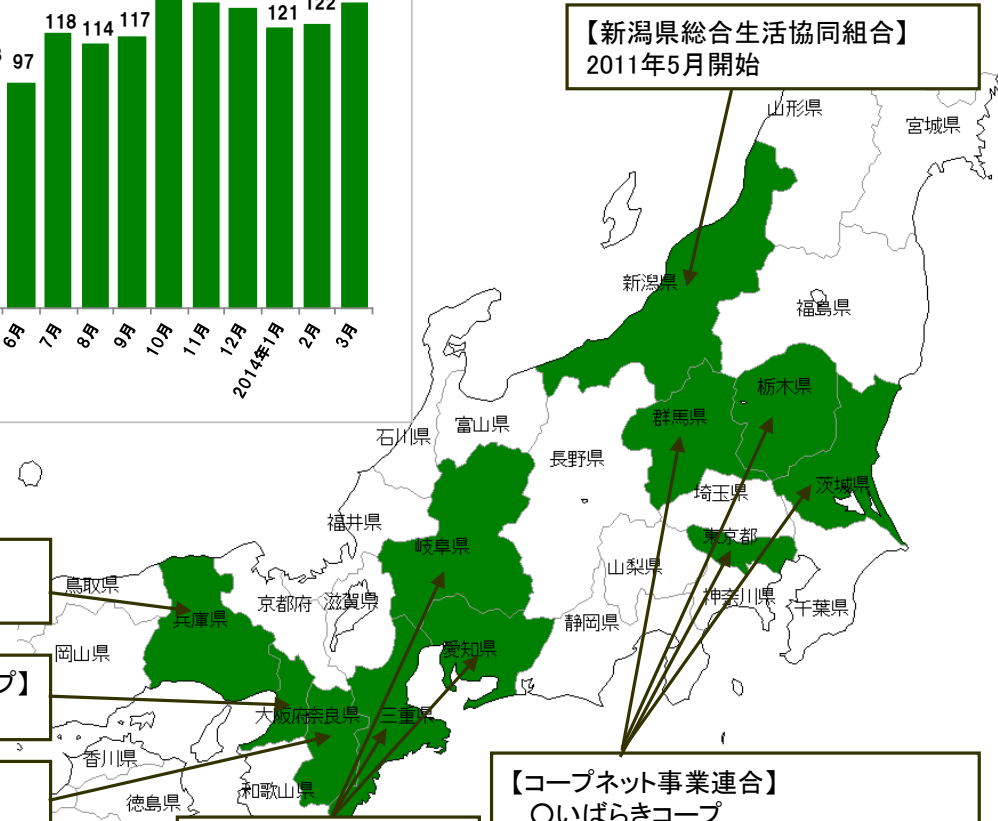 97
118
114
117
121
122
6月
7月
8月
9月
10月
11月
12月
2014年1月
2月
3月
【新潟県総合生活協同組合】
2011年5月開始
山形県
宮城県
新潟県
福島県
栃木県
群馬県
富山県
石川県
長野県
埼玉県
茨城県
福井県
東京都
岐阜県
山梨県
鳥取県
京都府
滋賀県
神奈川県
千葉県
兵庫県
静岡県
愛知県
岡山県
プ】
大阪府
奈良県
三重県
香川県
和歌山県
徳島県
【コープネット事業連合】
○いばらきコープ